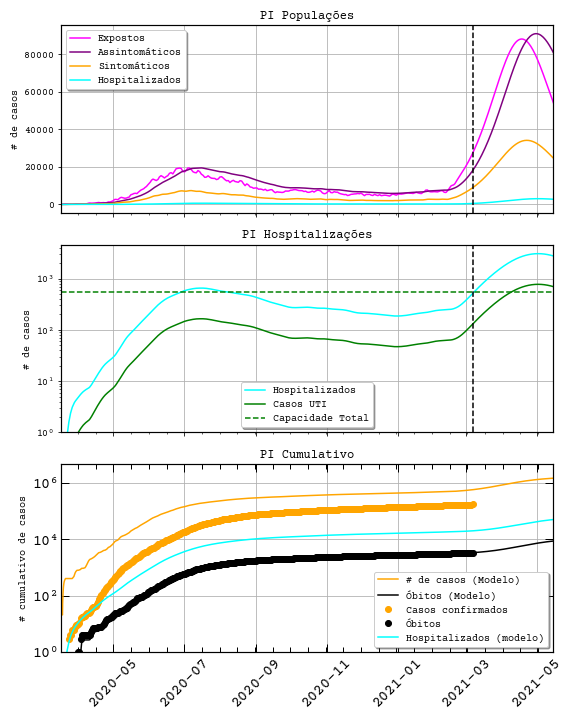 PI Populações
# de casos
80000
60000
40000
20000
0
Expostos
Assintomáticos
Sintomáticos
Hospitalizados
PI Hospitalizações
# de casos
10³
10²
10¹
10⁰
Hospitalizados
Casos UTI
Capacidade Total
PI Cumulativo
# cumulativo de casos
10⁶
10⁴
10²
10⁰
# de casos (Modelo)
Óbitos (Modelo)
Casos confirmados
Óbitos
Hospitalizados (modelo)
2020-05
2020-07
2020-09
2020-11
2021-01
2021-03
2021-05